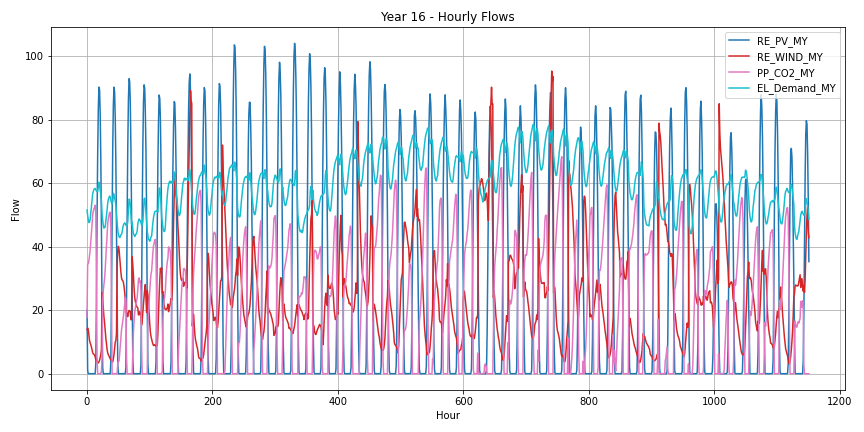 Year 16 - Hourly Flows
RE_PV_MY
RE_WIND_MY
PP_CO2_MY
EL_Demand_MY
Flow
100
80
60
40
20
0
0 200 400 600 800 1000 1200
Hour